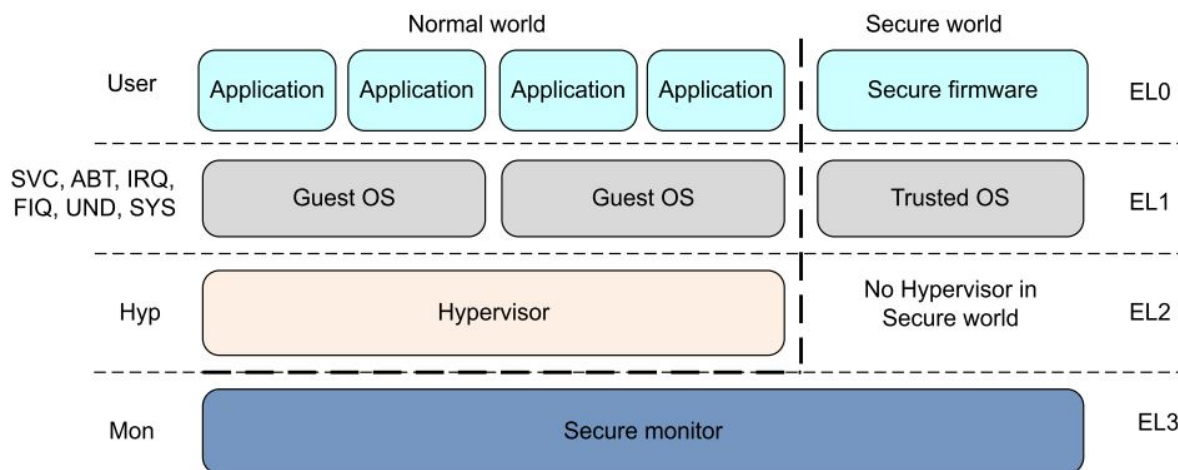 Normal world
Secure world
User
Application
Application
Application
Application
Secure firmware
EL0
SVC, ABT, IRQ,
FIQ, UND, SYS
Guest OS
Guest OS
Trusted OS
EL1
Hyp
Hypervisor
No Hypervisor in
Secure world
EL2
Mon
Secure monitor
EL3